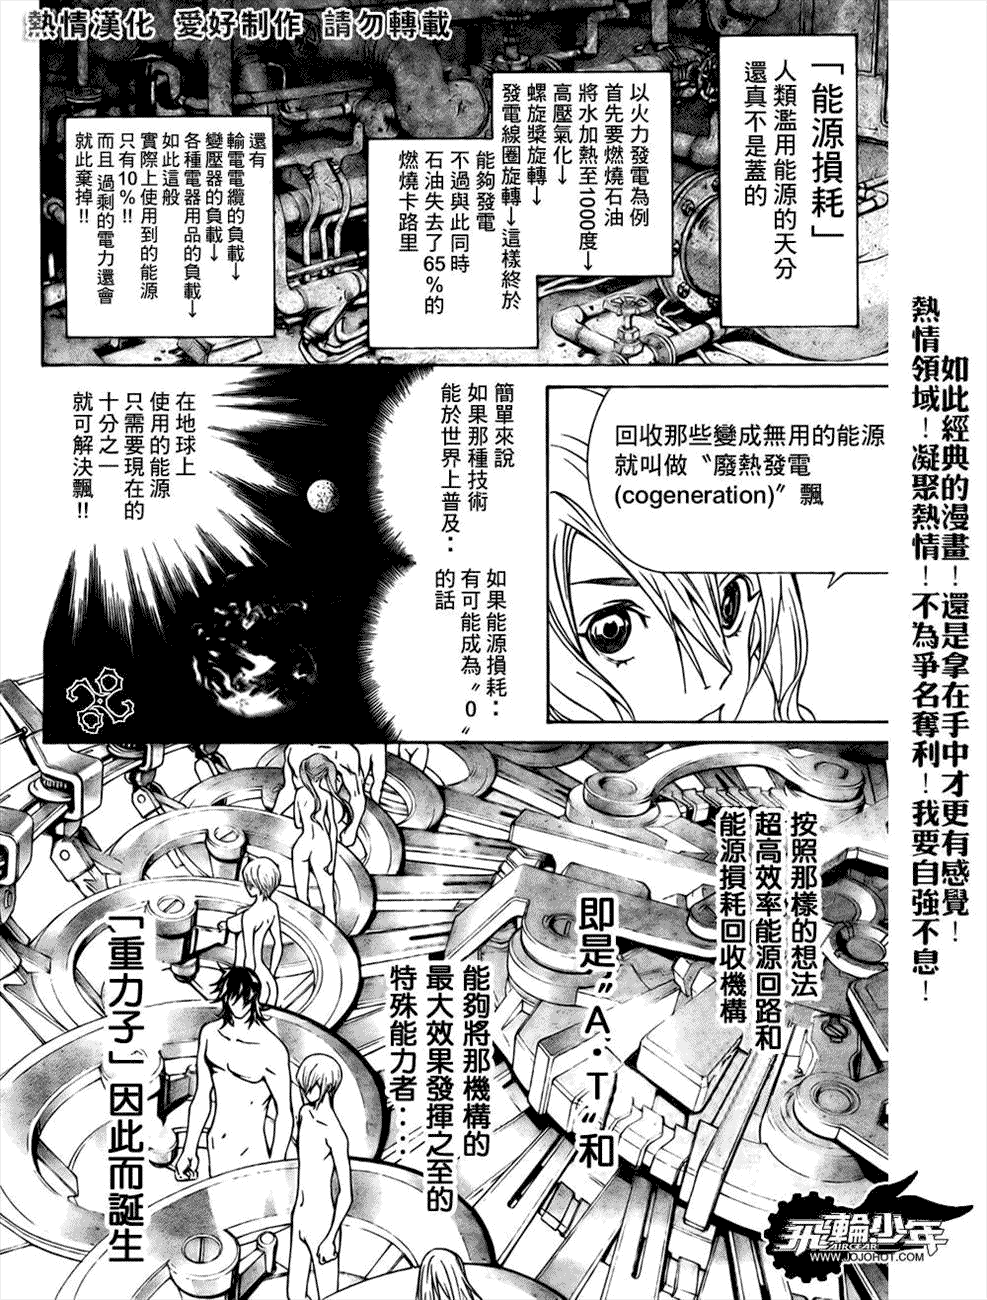 熱情漢化 愛好制作 請勿轉載
「能源損耗」
人類濫用能源的天分
還真不是蓋的
以火力發電為例
首先要燃燒石油
將水加熱至1000度↓
高壓氣化↓
螺旋槳旋轉↓
發電線圈旋轉↓這樣終於
能夠發電
不過與此同時
石油失去了65%的
燃燒卡路里
還有
輸電電纜的負載↓
變壓器的負載↓
各種電器用品的負載↓
如此這般
實際上使用到的能源
只有10%!!
而且過剩的電力還會
就此棄掉!!
回收那些變成無用的能源
就叫做〝廢熱發電
(cogeneration)〞飄
簡單來說
如果那種技術
能於世界上普及..
如果能源損耗..
有可能成為〝0〞
的話
在地球上
使用的能源
只需要現在的
十分之一
就可解決飄!!
按照那樣的想法
超高效率能源回路和
能源損耗回收機構
即是〝A.T〞和
能夠將那機構的
最大效果發揮之至的
特殊能力者....
「重力子」因此而誕生
如此經典的漫畫!還是拿在手中才更有感覺!
熱情領域!凝聚熱情!不為爭名奪利!我要自強不息!
飛輪少年
AIRGEAR
WWW.JOJOHOT.COM